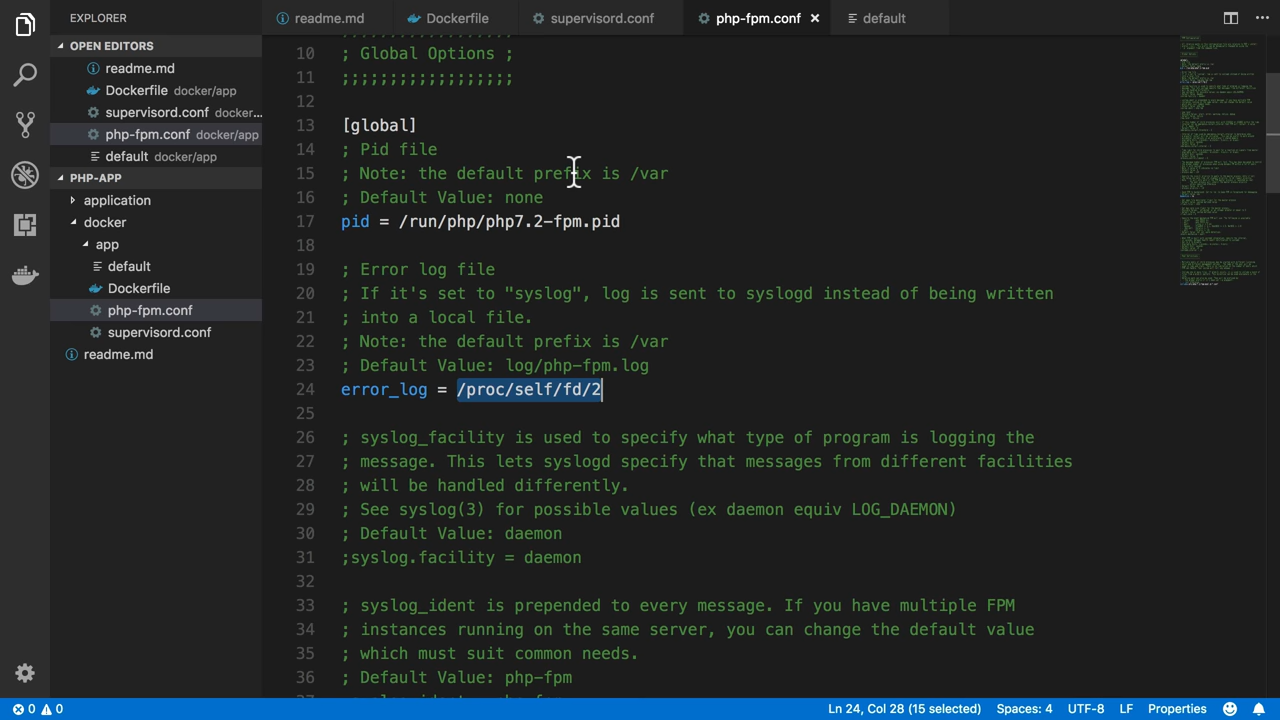 EXPLORER
OPEN EDITORS
readme.md
Dockerfile docker/app
supervisord.conf docker...
php-fpm.conf docker/app
default docker/app
PHP-APP
application
docker
app
default
Dockerfile
php-fpm.conf
supervisord.conf
readme.md
readme.md Dockerfile supervisord.conf php-fpm.conf × default
10 ; Global Options ;
11 ;;;;;;;;;;;;;;;;;;
12
13 [global]
14 ; Pid file
15 ; Note: the default prefix is /var
16 ; Default Value: none
17 pid = /run/php/php7.2-fpm.pid
18
19 ; Error log file
20 ; If it's set to "syslog", log is sent to syslogd instead of being written
21 ; into a local file.
22 ; Note: the default prefix is /var
23 ; Default Value: log/php-fpm.log
24 error_log = /proc/self/fd/2
25
26 ; syslog_facility is used to specify what type of program is logging the
27 ; message. This lets syslogd specify that messages from different facilities
28 ; will be handled differently.
29 ; See syslog(3) for possible values (ex daemon equiv LOG_DAEMON)
30 ; Default Value: daemon
31 ;syslog.facility = daemon
32
33 ; syslog_ident is prepended to every message. If you have multiple FPM
34 ; instances running on the same server, you can change the default value
35 ; which must suit common needs.
36 ; Default Value: php-fpm
0 0 Ln 24, Col 28 (15 selected) Spaces: 4 UTF-8 LF Properties